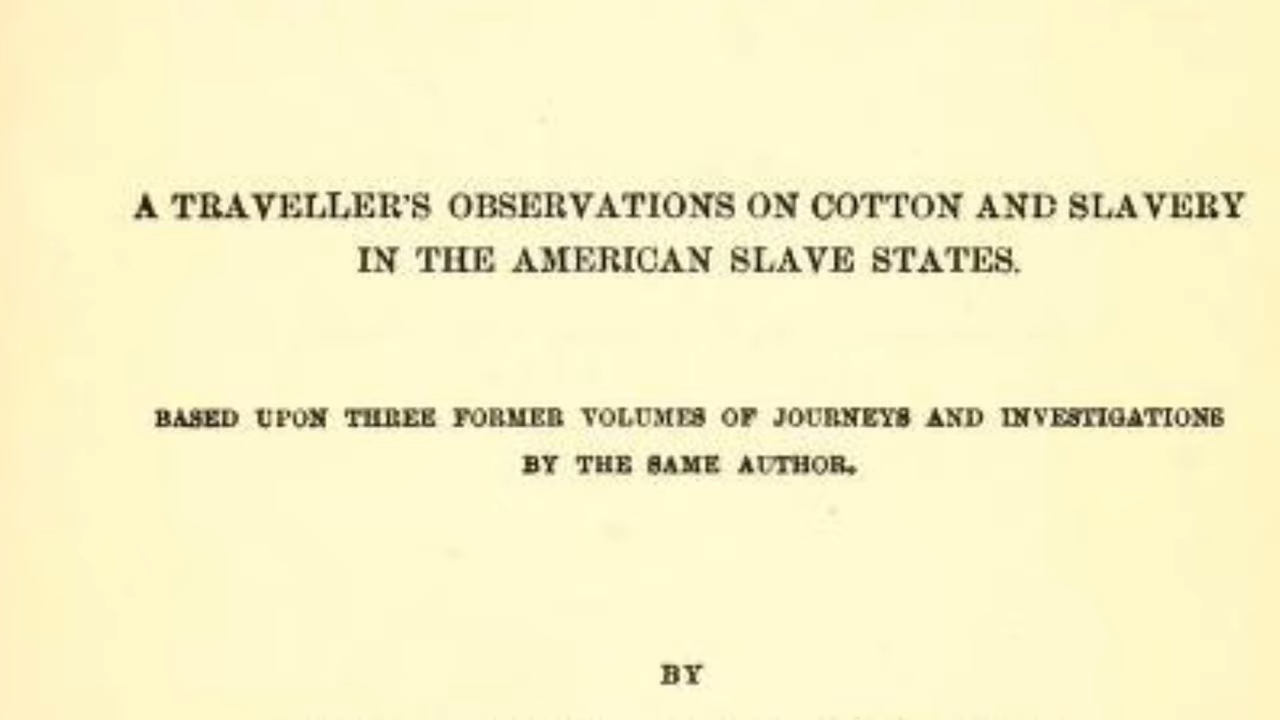 A TRAVELLER'S OBSERVATIONS ON COTTON AND SLAVERY
IN THE AMERICAN SLAVE STATES.
BASED UPON THREE FORMER VOLUMES OF JOURNEYS AND INVESTIGATIONS
BY THE SAME AUTHOR.
BY